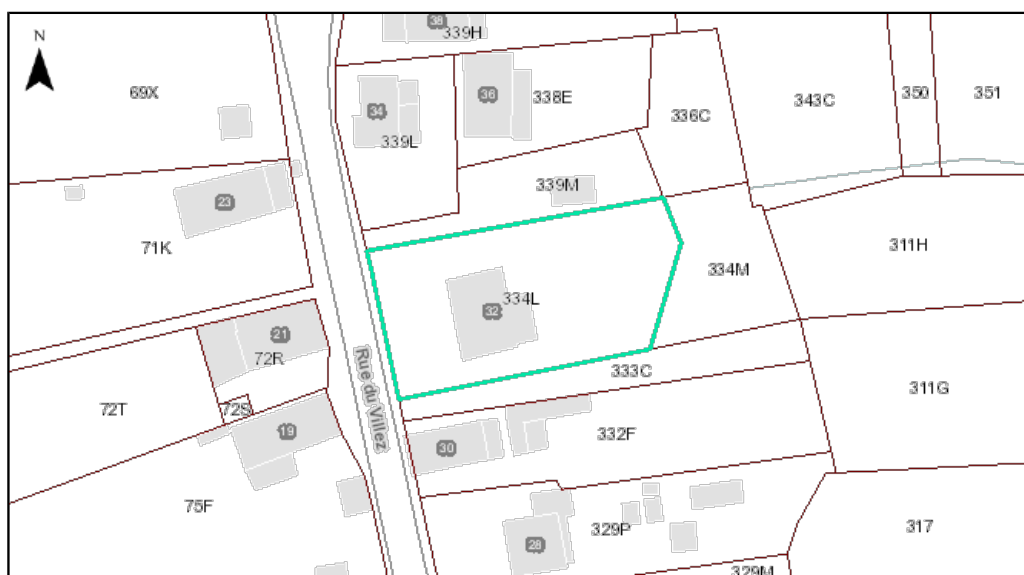 N
38
339H
69X
34
36
338E
343C
350
351
336C
339L
339M
23
71K
311H
334M
334L
32
21
72R
Rue du Villez
333C
311G
72T
72S
19
30
332F
75F
329P
317
28
329M